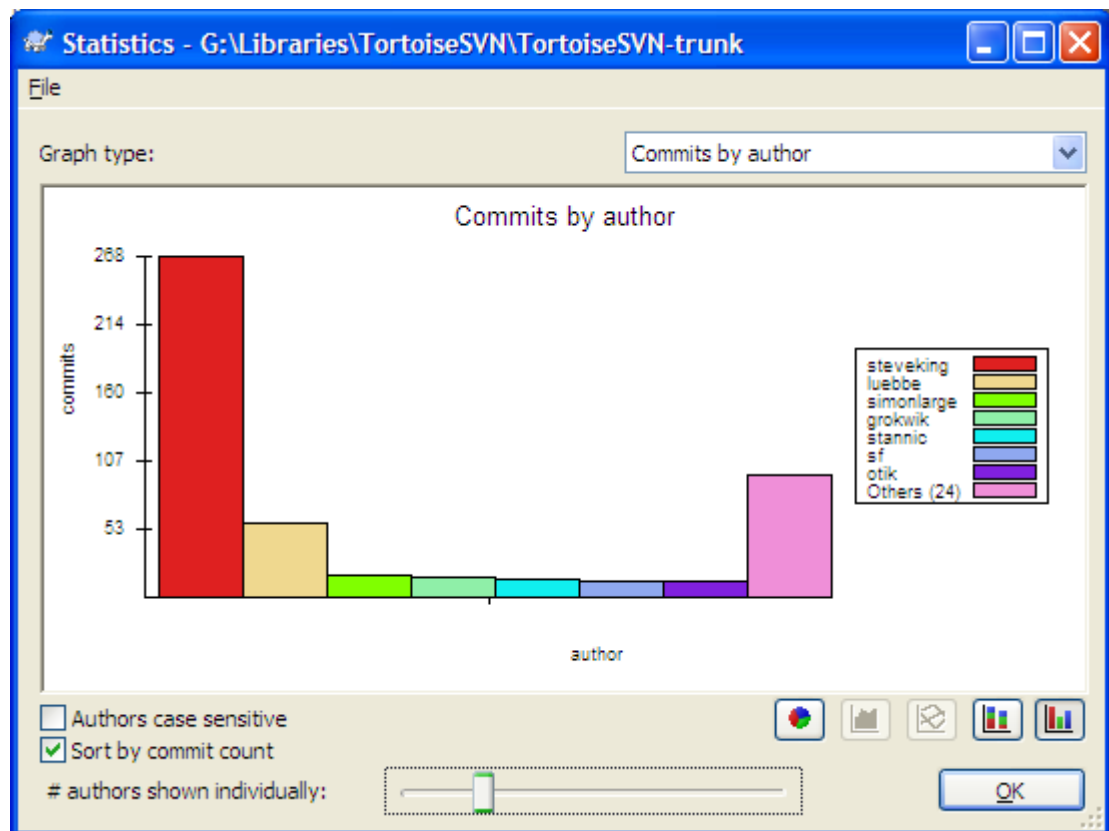 Statistics - G:\Libraries\TortoiseSVN\TortoiseSVN-trunk
File
Graph type:
Commits by author
Commits by author
268
214
160
107
53
commits
author
steveking
luebbe
simonlarge
grokwik
stannic
sf
otik
Others (24)
Authors case sensitive
Sort by commit count
# authors shown individually:
OK